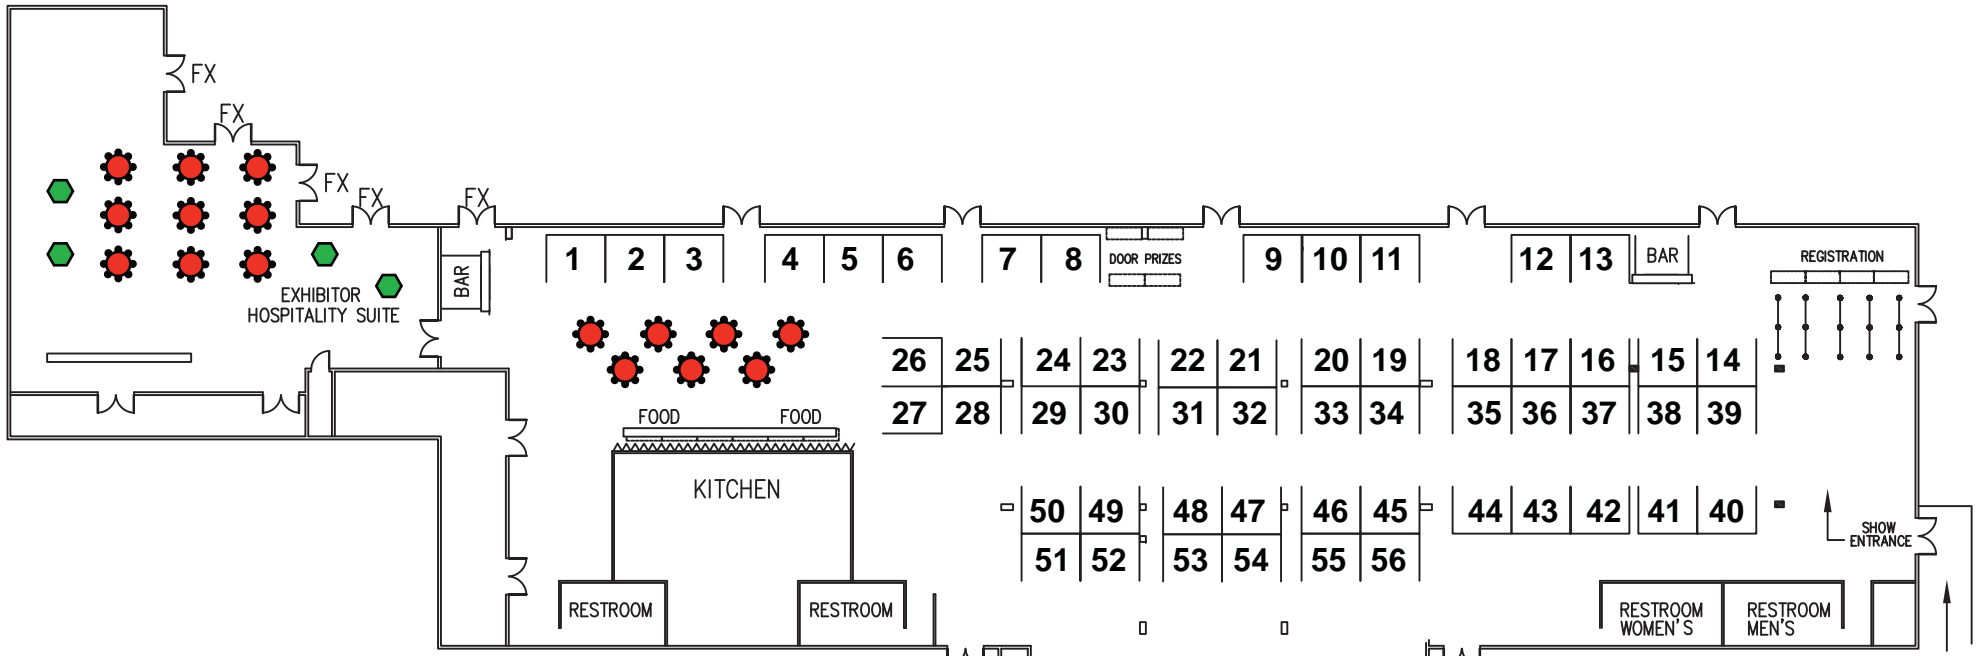 FX
FX
FX
FX
FX
1 2 3 4 5 6 7 8 DOOR PRIZES 9 10 11 12 13 BAR REGISTRATION
BAR
EXHIBITOR
HOSPITALITY SUITE
26 25 24 23 22 21 20 19 18 17 16 15 14
27 28 29 30 31 32 33 34 35 36 37 38 39
FOOD FOOD
KITCHEN
50 49 48 47 46 45 44 43 42 41 40
SHOW
ENTRANCE
51 52 53 54 55 56
RESTROOM
RESTROOM
RESTROOM
WOMEN'S
RESTROOM
MEN'S